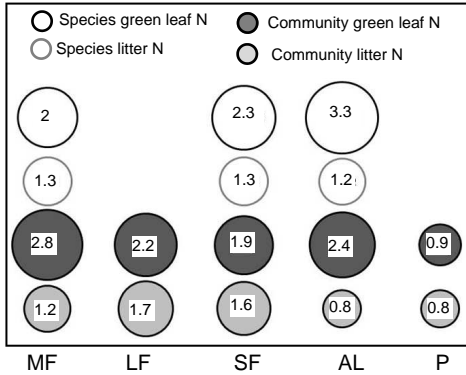 Species green leaf N Community green leaf N
Species litter N Community litter N
2 2.3 3.3
1.3 1.3 1.2
2.8 2.2 1.9 2.4 0.9
1.2 1.7 1.6 0.8 0.8
MF LF SF AL P